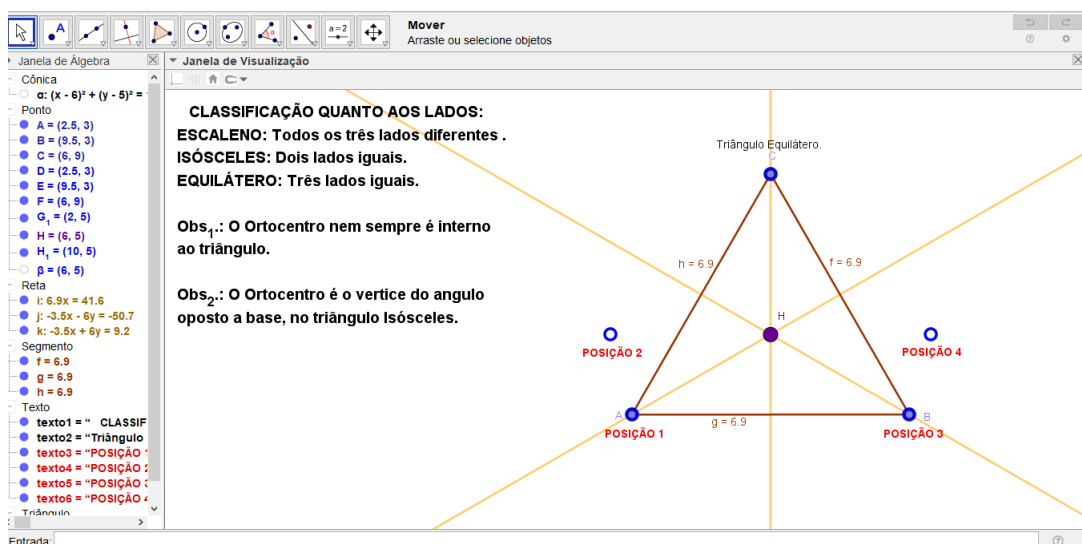 a=2
Mover
Arraste ou selecione objetos
Janela de Álgebra
Janela de Visualização
Cônica
α: (x - 6)² + (y - 5)² =
Ponto
A = (2.5, 3)
B = (9.5, 3)
C = (6, 9)
D = (2.5, 3)
E = (9.5, 3)
F = (6, 9)
G₁ = (2, 5)
H = (6, 5)
H₁ = (10, 5)
β = (6, 5)
Reta
i: 6.9x = 41.6
j: -3.5x - 6y = -50.7
k: -3.5x + 6y = 9.2
Segmento
f = 6.9
g = 6.9
h = 6.9
Texto
texto1 = “ CLASSIF
texto2 = “Triângulo
texto3 = “POSIÇÃO 1
texto4 = “POSIÇÃO 2
texto5 = “POSIÇÃO 3
texto6 = “POSIÇÃO 4
Triângulo
Entrada:
CLASSIFICAÇÃO QUANTO AOS LADOS:
ESCALENO: Todos os três lados diferentes .
ISÓSCELES: Dois lados iguais.
EQUILÁTERO: Três lados iguais.
Obs₁.: O Ortocentro nem sempre é interno
ao triângulo.
Obs₂.: O Ortocentro é o vertice do angulo
oposto a base, no triângulo Isósceles.
Triângulo Equilátero.
C
h = 6.9
f = 6.9
H
POSIÇÃO 2
POSIÇÃO 4
A
B
g = 6.9
POSIÇÃO 1
POSIÇÃO 3